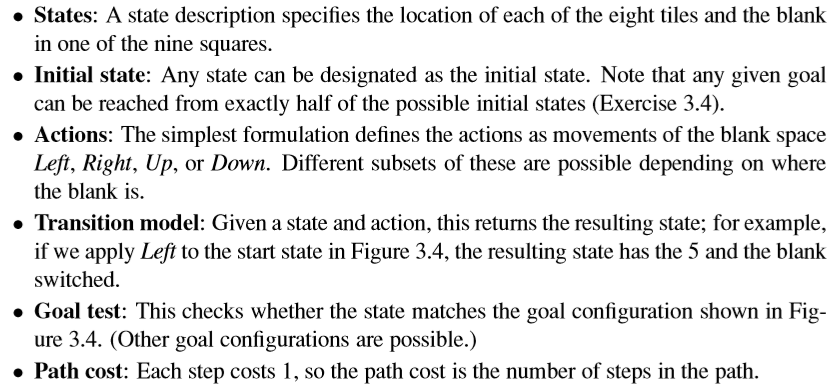 • States: A state description specifies the location of each of the eight tiles and the blank
in one of the nine squares.
• Initial state: Any state can be designated as the initial state. Note that any given goal
can be reached from exactly half of the possible initial states (Exercise 3.4).
• Actions: The simplest formulation defines the actions as movements of the blank space
Left, Right, Up, or Down. Different subsets of these are possible depending on where
the blank is.
• Transition model: Given a state and action, this returns the resulting state; for example,
if we apply Left to the start state in Figure 3.4, the resulting state has the 5 and the blank
switched.
• Goal test: This checks whether the state matches the goal configuration shown in Fig-
ure 3.4. (Other goal configurations are possible.)
• Path cost: Each step costs 1, so the path cost is the number of steps in the path.